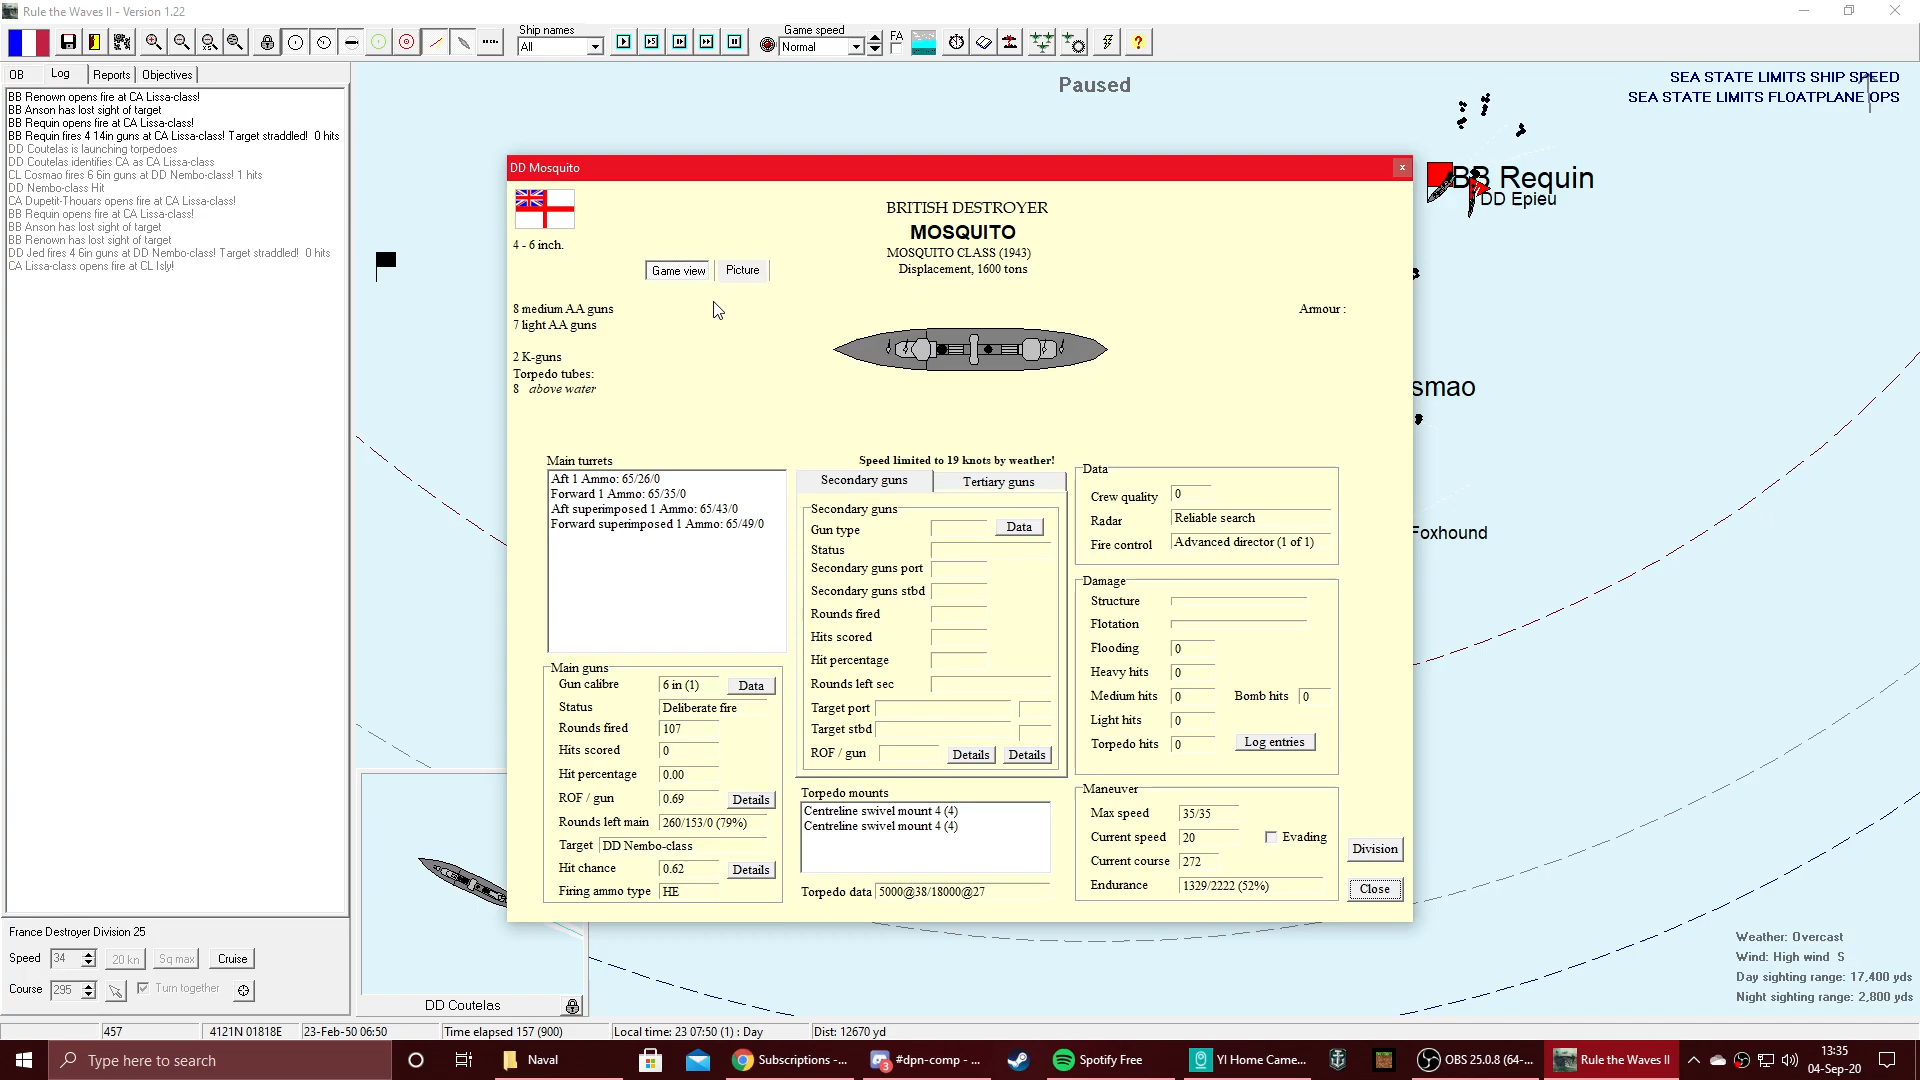 Rule the Waves II - Version 1.22
Ship names
All
Game speed
Normal
FA
OB
Log
Reports
Objectives
BB Renown opens fire at CA Lissa-class!
BB Anson has lost sight of target
BB Requin opens fire at CA Lissa-class!
BB Requin fires 4 14in guns at CA Lissa-class! Target straddled! 0 hits
DD Coutelas is launching torpedoes
DD Coutelas identifies CA as CA Lissa-class
CL Cosmao fires 6 6in guns at DD Nembo-class! 1 hits
DD Nembo-class Hit
CA Dupetit-Thouars opens fire at CA Lissa-class!
BB Requin opens fire at CA Lissa-class!
BB Anson has lost sight of target
BB Renown has lost sight of target
DD Jed fires 4 6in guns at DD Nembo-class! Target straddled! 0 hits
CA Lissa-class opens fire at CL Isly!
Paused
SEA STATE LIMITS SHIP SPEED
SEA STATE LIMITS FLOATPLANE OPS
BB Requin
DD Epieu
smao
Foxhound
DD Mosquito
BRITISH DESTROYER
MOSQUITO
MOSQUITO CLASS (1943)
Displacement, 1600 tons
4 - 6 inch.
Game view
Picture
8 medium AA guns
7 light AA guns
2 K-guns
Torpedo tubes:
8 above water
Armour :
Speed limited to 19 knots by weather!
Main turrets
Aft 1 Ammo: 65/26/0
Forward 1 Ammo: 65/35/0
Aft superimposed 1 Ammo: 65/43/0
Forward superimposed 1 Ammo: 65/49/0
Main guns
Gun calibre 6 in (1) Data
Status Deliberate fire
Rounds fired 107
Hits scored 0
Hit percentage 0.00
ROF / gun 0.69 Details
Rounds left main 260/153/0 (79%)
Target DD Nembo-class
Hit chance 0.62 Details
Firing ammo type HE
Secondary guns
Tertiary guns
Secondary guns
Gun type Data
Status
Secondary guns port
Secondary guns stbd
Rounds fired
Hits scored
Hit percentage
Rounds left sec
Target port
Target stbd
ROF / gun Details Details
Torpedo mounts
Centreline swivel mount 4 (4)
Centreline swivel mount 4 (4)
Torpedo data 5000@38/18000@27
Data
Crew quality 0
Radar Reliable search
Fire control Advanced director (1 of 1)
Damage
Structure
Flotation
Flooding 0
Heavy hits 0
Medium hits 0 Bomb hits 0
Light hits 0
Torpedo hits 0 Log entries
Maneuver
Max speed 35/35
Current speed 20 Evading
Current course 272
Endurance 1329/2222 (52%)
Division
Close
France Destroyer Division 25
Speed 34 20 kn Sq max Cruise
Course 295 Turn together
DD Coutelas
Weather: Overcast
Wind: High wind S
Day sighting range: 17,400 yds
Night sighting range: 2,800 yds
457
4121N 01818E
23-Feb-50 06:50
Time elapsed 157 (900)
Local time: 23 07:50 (1) : Day
Dist: 12670 yd
Type here to search
Naval
Subscriptions -...
3
#dpn-comp - ...
Spotify Free
YI Home Came...
OBS 25.0.8 (64-...
Rule the Waves II
13:35
04-Sep-20